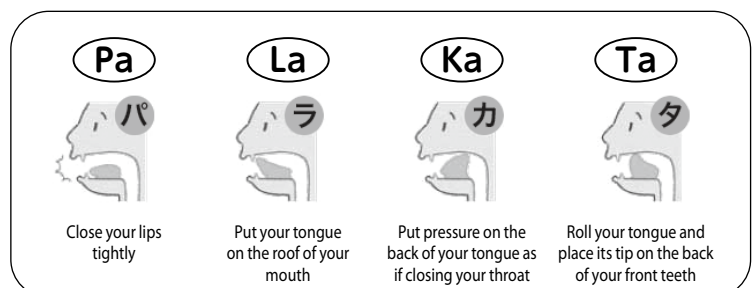 Pa La Ka Ta
パ ラ カ タ
Close your lips
tightly
Put your tongue
on the roof of your
mouth
Put pressure on the
back of your tongue as
if closing your throat
Roll your tongue and
place its tip on the back
of your front teeth